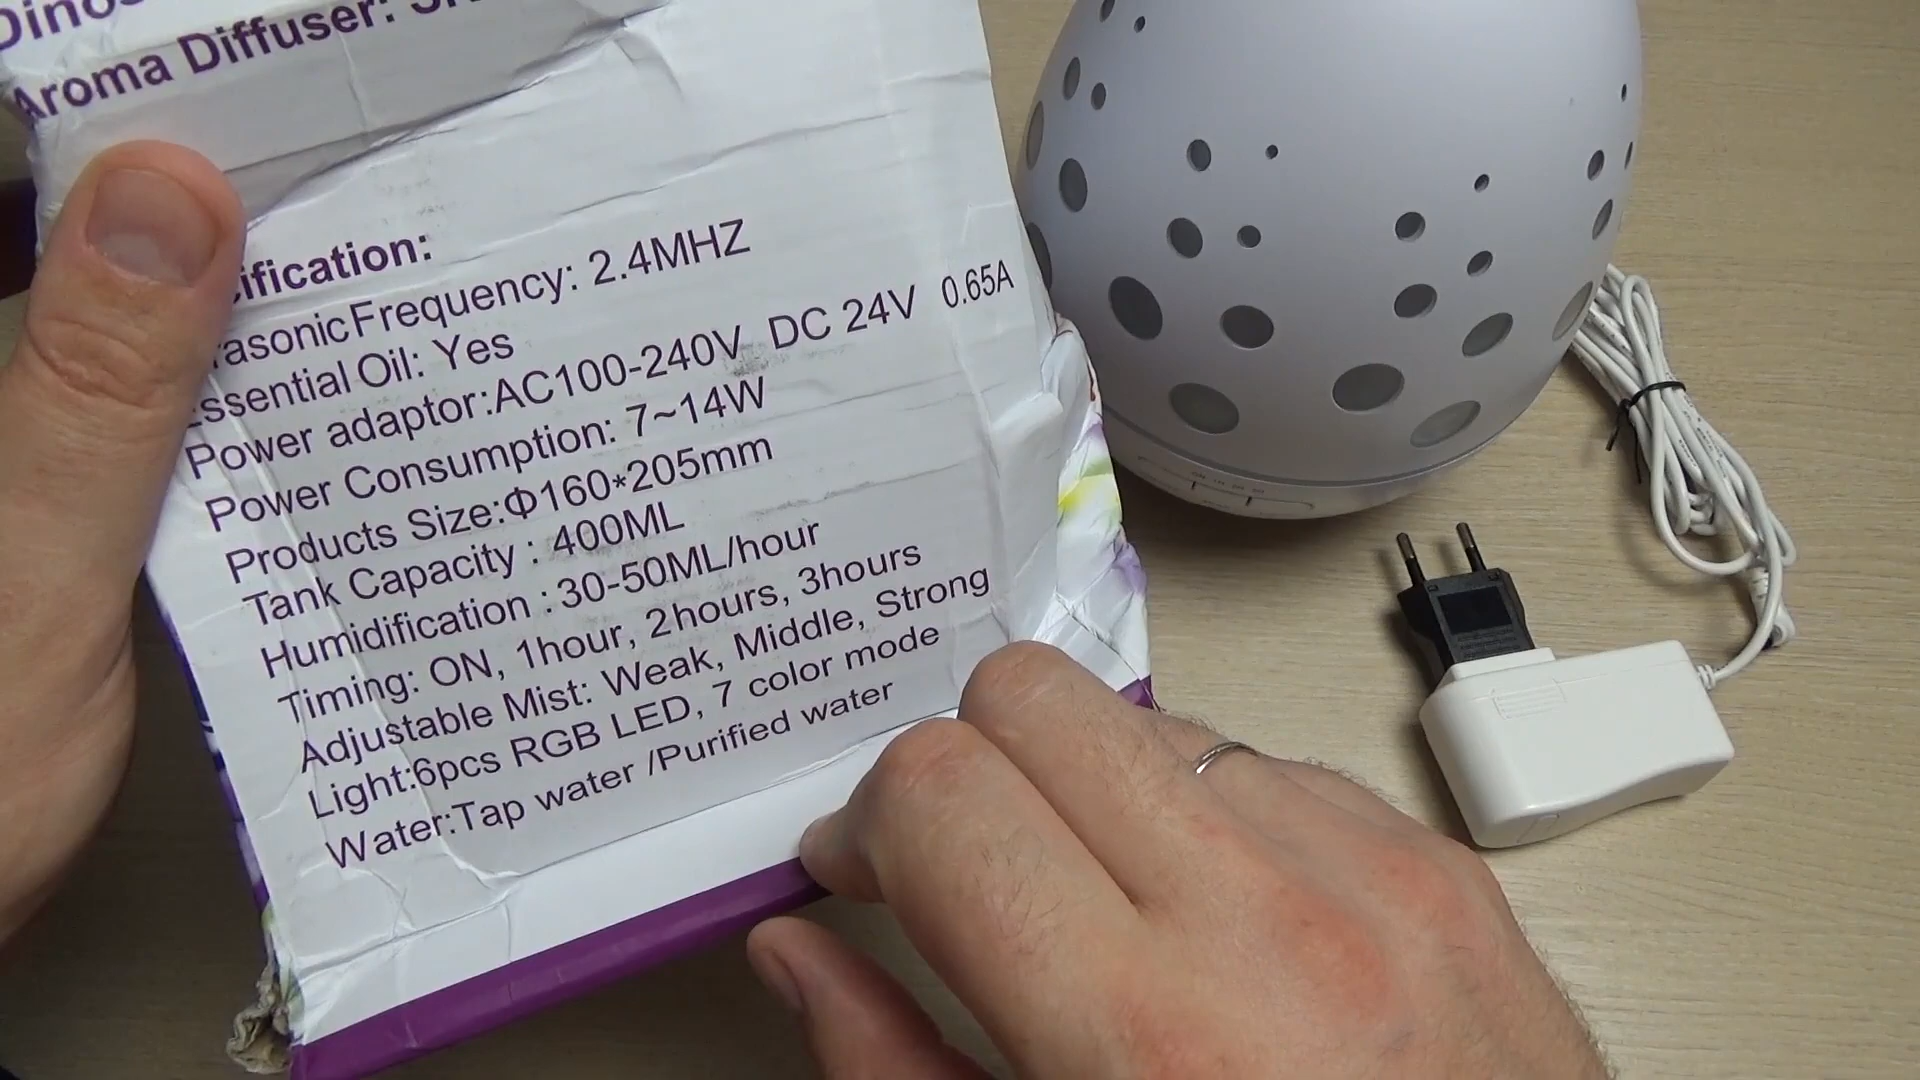 Aroma Diffuser:
ification:
rasonic Frequency: 2.4MHZ
Essential Oil: Yes
Power adaptor:AC100-240V DC 24V 0.65A
Power Consumption: 7~14W
Products Size:Φ160*205mm
Tank Capacity : 400ML
Humidification : 30-50ML/hour
Timing: ON, 1hour, 2hours, 3hours
Adjustable Mist: Weak, Middle, Strong
Light:6pcs RGB LED, 7 color mode
Water:Tap water /Purified water